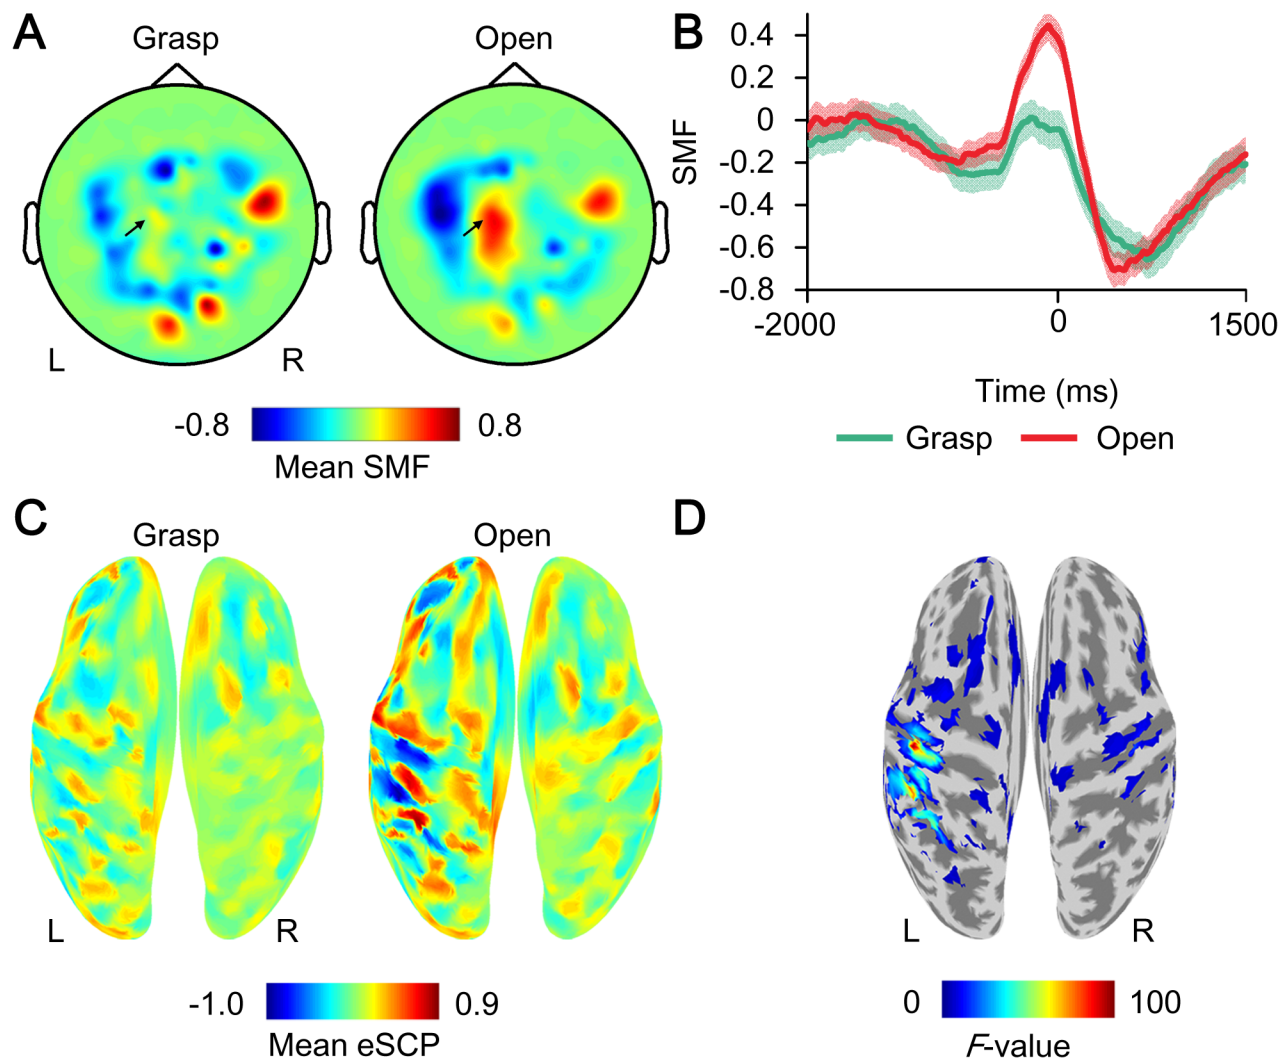 A
Grasp
Open
L
R
-0.8
0.8
Mean SMF
B
SMF
0.4
0.2
0
-0.2
-0.4
-0.6
-0.8
-2000
0
1500
Time (ms)
Grasp
Open
C
Grasp
Open
L
R
-1.0
0.9
Mean eSCP
D
L
R
0
100
F-value